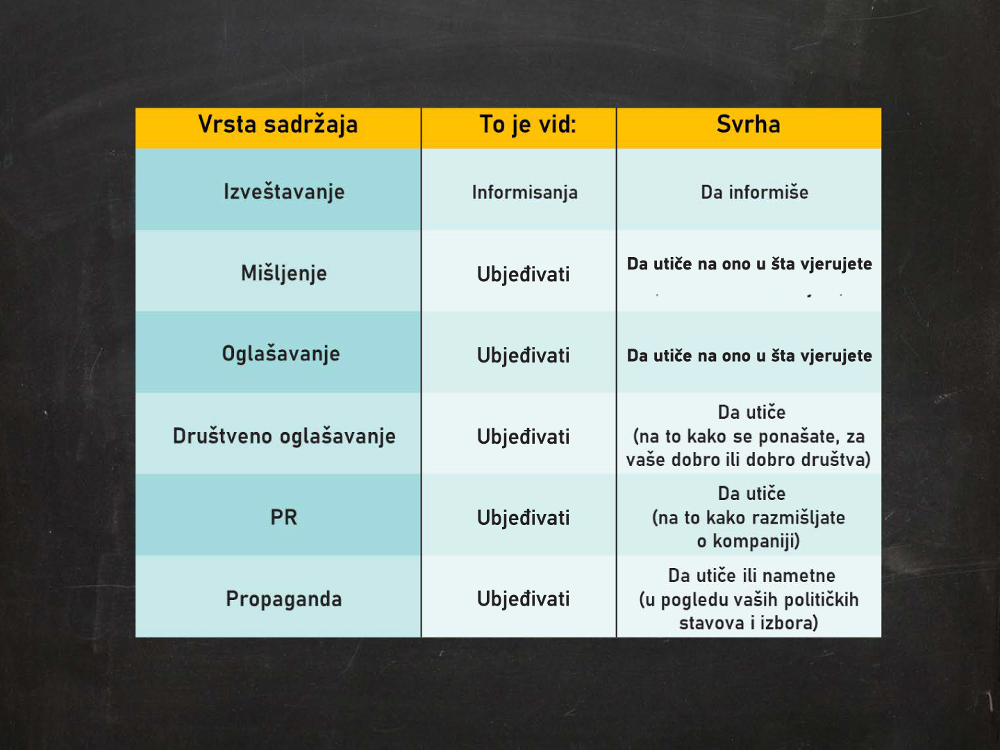 Vrsta sadržaja To je vid: Svrha
Izveštavanje Informisanja Da informiše
Mišljenje Ubjeđivati Da utiče na ono u šta vjerujete
Oglašavanje Ubjeđivati Da utiče na ono u šta vjerujete
Društveno oglašavanje Ubjeđivati Da utiče
(na to kako se ponašate, za
vaše dobro ili dobro društva)
PR Ubjeđivati Da utiče
(na to kako razmišljate
o kompaniji)
Propaganda Ubjeđivati Da utiče ili nametne
(u pogledu vaših političkih
stavova i izbora)